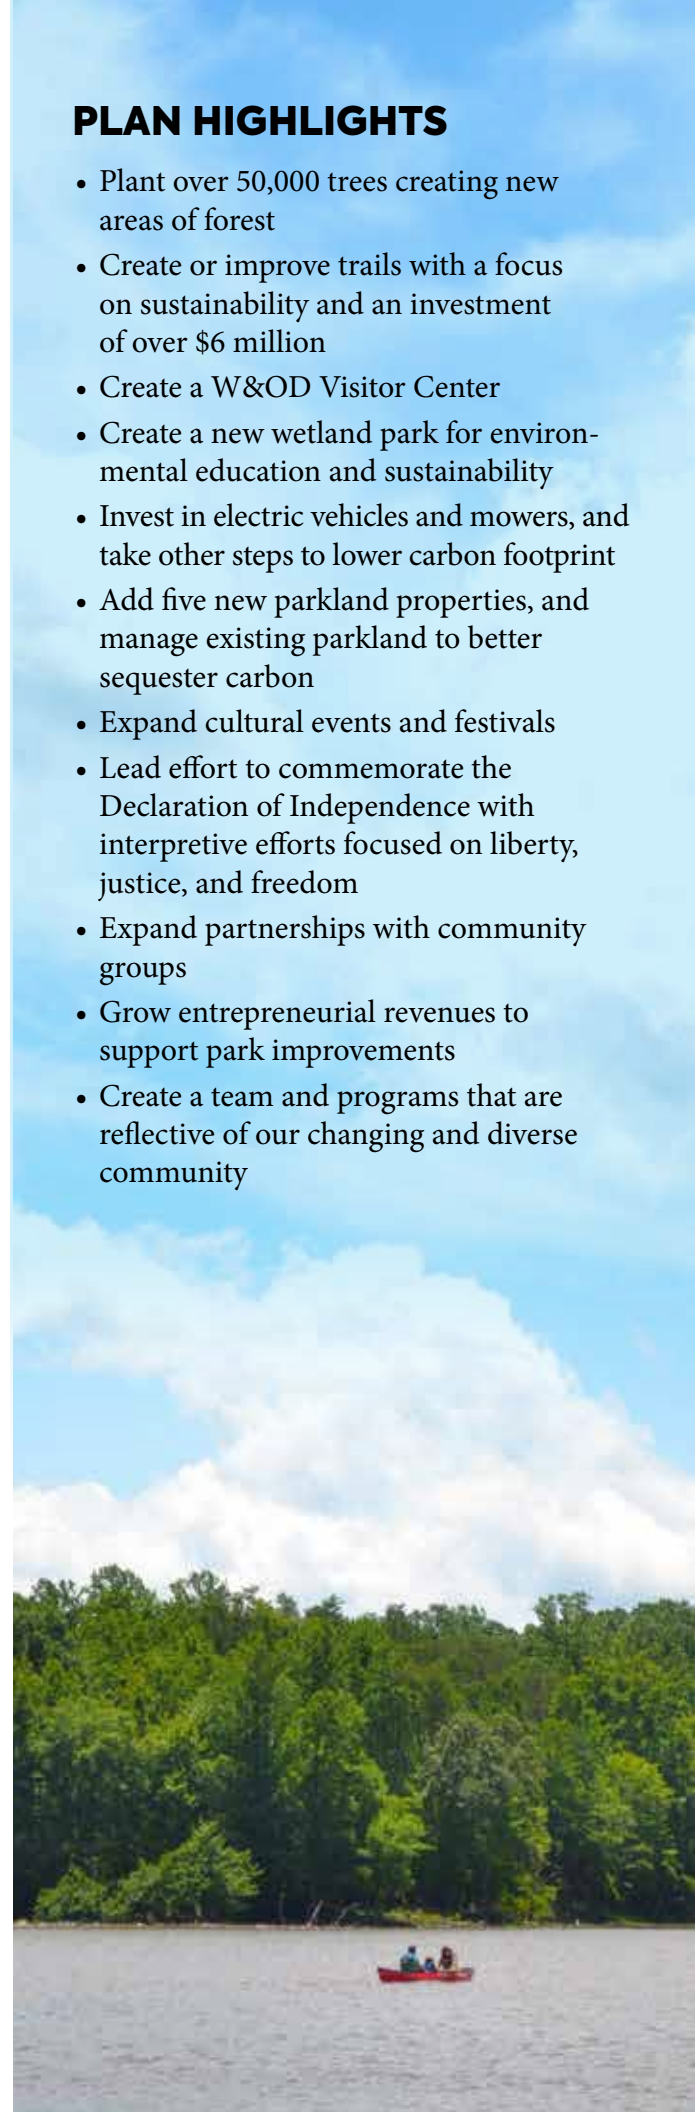 PLAN HIGHLIGHTS
• Plant over 50,000 trees creating new
areas of forest
• Create or improve trails with a focus
on sustainability and an investment
of over $6 million
• Create a W&OD Visitor Center
• Create a new wetland park for environ-
mental education and sustainability
• Invest in electric vehicles and mowers, and
take other steps to lower carbon footprint
• Add five new parkland properties, and
manage existing parkland to better
sequester carbon
• Expand cultural events and festivals
• Lead effort to commemorate the
Declaration of Independence with
interpretive efforts focused on liberty,
justice, and freedom
• Expand partnerships with community
groups
• Grow entrepreneurial revenues to
support park improvements
• Create a team and programs that are
reflective of our changing and diverse
community